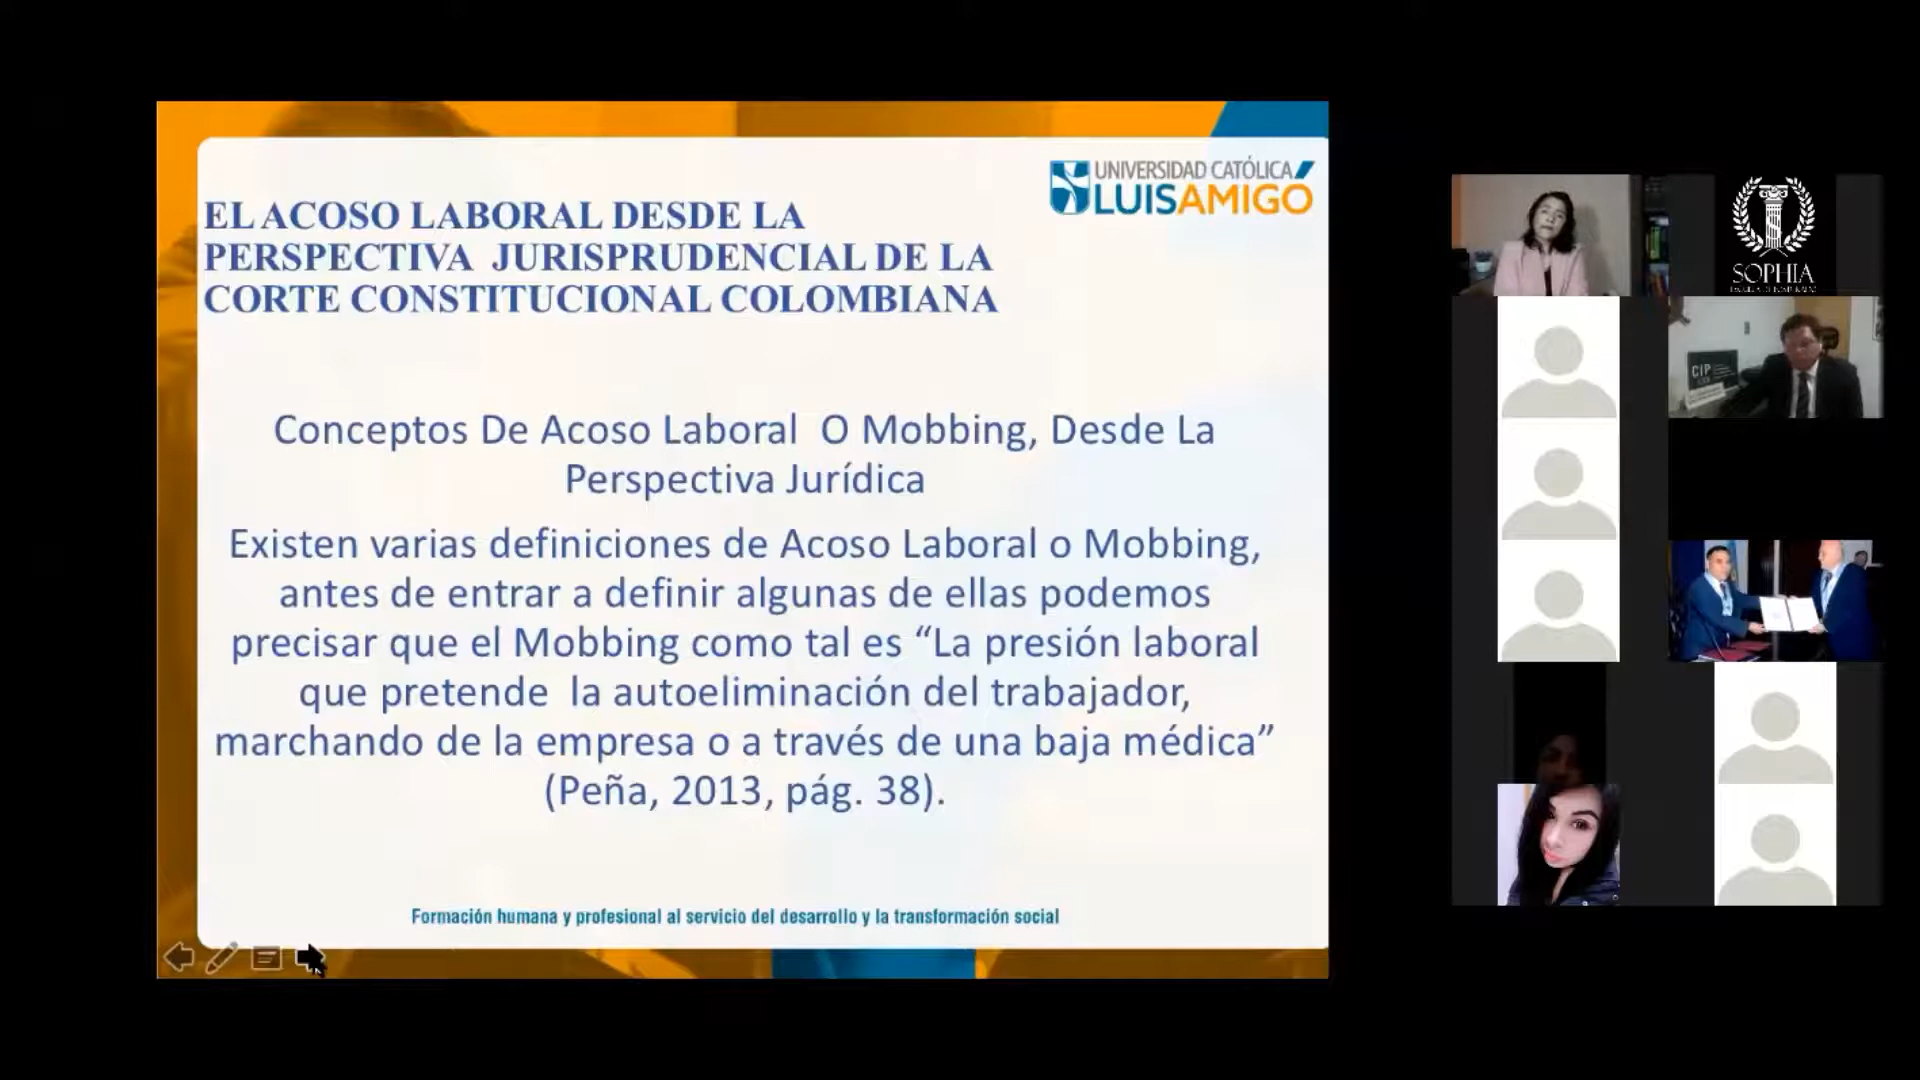 UNIVERSIDAD CATÓLICA
LUISAMIGÓ
EL ACOSO LABORAL DESDE LA
PERSPECTIVA JURISPRUDENCIAL DE LA
CORTE CONSTITUCIONAL COLOMBIANA
Conceptos De Acoso Laboral O Mobbing, Desde La
Perspectiva Jurídica
Existen varias definiciones de Acoso Laboral o Mobbing,
antes de entrar a definir algunas de ellas podemos
precisar que el Mobbing como tal es “La presión laboral
que pretende la autoeliminación del trabajador,
marchando de la empresa o a través de una baja médica”
(Peña, 2013, pág. 38).
Formación humana y profesional al servicio del desarrollo y la transformación social
SOPHIA
CIP